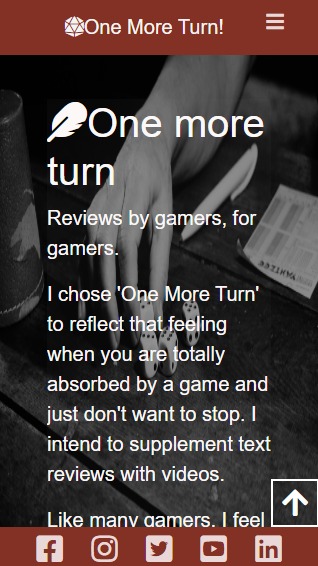 One More Turn!
One more
turn
Reviews by gamers, for
gamers.
I chose 'One More Turn'
to reflect that feeling
when you are totally
absorbed by a game and
just don't want to stop. I
intend to supplement text
reviews with videos.
Like many gamers, I feel
YAHTZEE